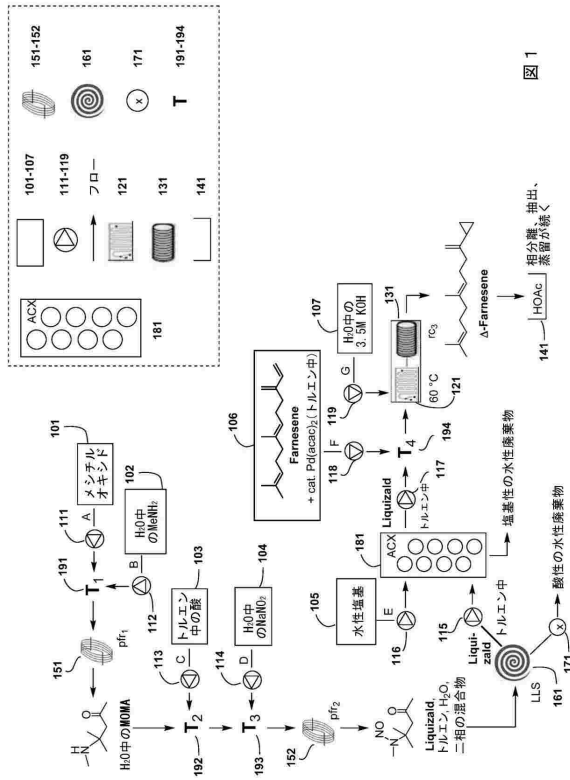 101
メシチル
オキシド
A
111
191
T1
102
H2O中
のMeNH2
B
112
pfr1
151
H
N
O
H2O中のMOMA
103
トルエン
中の酸
C
113
T2
192
104
H2O中の
NaNO2
D
114
T3
193
pfr2
152
NO
N
O
Liquizald,
トルエン, H2O,
二相の混合物
LLS
161
171
x
酸性の水性廃棄物
Liqui-
zald
トルエン中
115
105
水性塩基
E
116
ACX
181
塩基性の水性廃棄物
Liquizald
トルエン中
117
106
Farnesene
+ cat. Pd(acac)2 (トルエン中)
F
118
T4
194
107
H2O中の
3. 5M KOH
G
119
60 °C
121
131
rc3
Δ-Farnesene
HOAc
141
相分離、抽出、
蒸留が続く
ACX
181
101-107
111-119
フロー
121
131
141
151-152
161
x
171
T
191-194
図 1